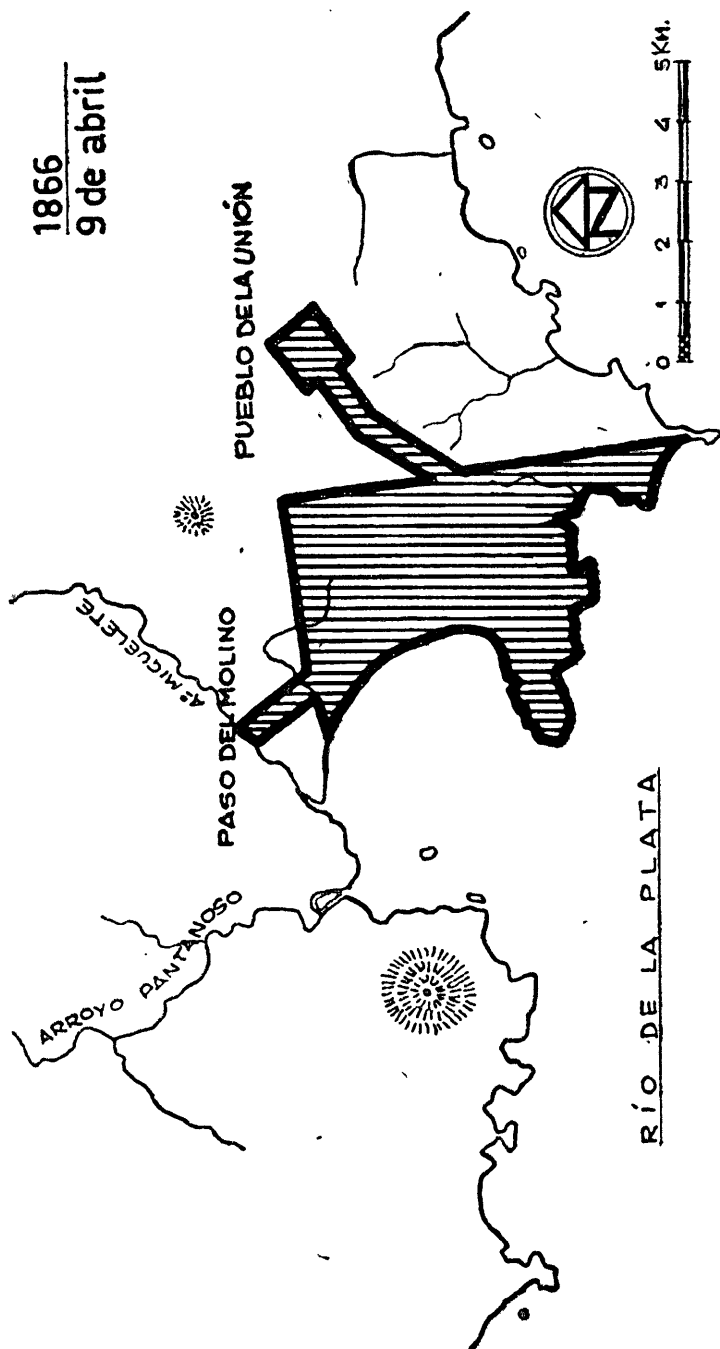 1866
9 de abril
PUEBLO DE LA UNIÓN
Aº MIGUELETE
PASO DEL MOLINO
ARROYO PANTANOSO
RÍO DE LA PLATA
N
0 1 2 3 4 5 KM.